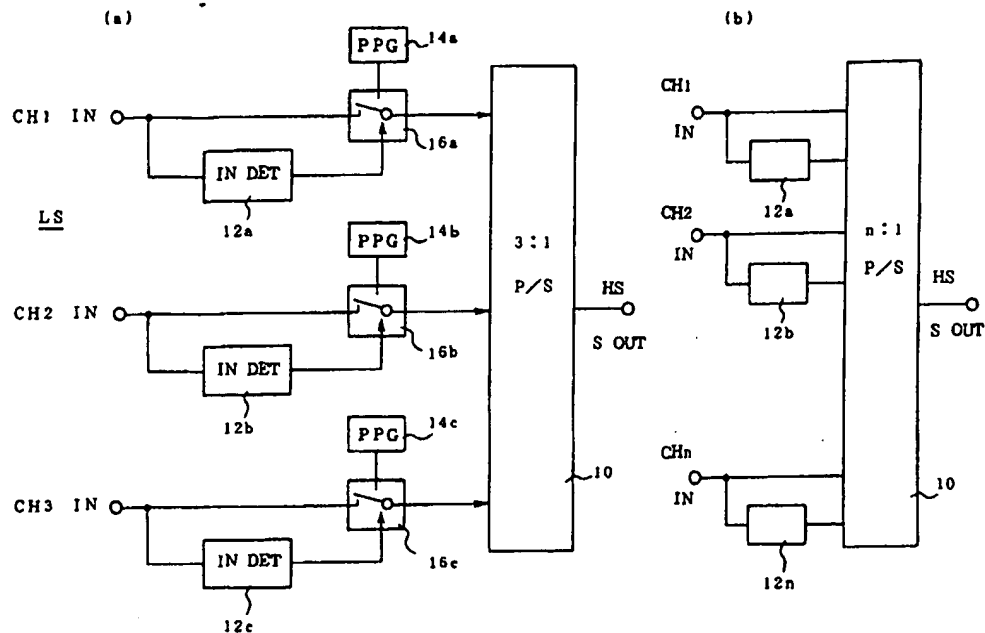 (a)
PPG 14a
CH1 IN
16a
IN DET
12a
LS
PPG 14b
3:1
P/S
CH2 IN
HS
S OUT
16b
IN DET
12b
PPG 14c
10
CH3 IN
16c
IN DET
12c
(b)
CH1
IN
12a
CH2
IN
n:1
P/S
HS
S OUT
12b
CHn
IN
10
12n